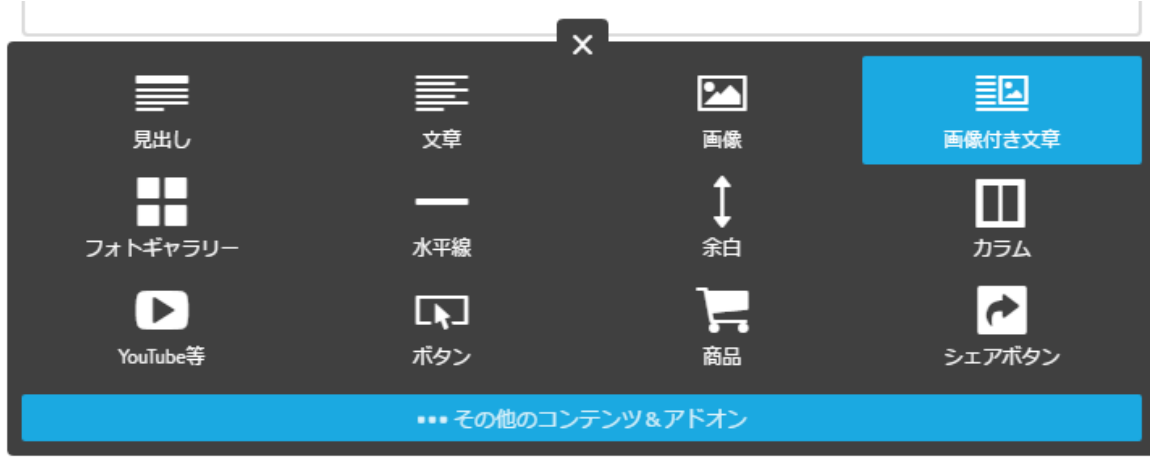 見出し
文章
画像
画像付き文章
フォトギャラリー
水平線
余白
カラム
YouTube等
ボタン
商品
シェアボタン
その他のコンテンツ&アドオン